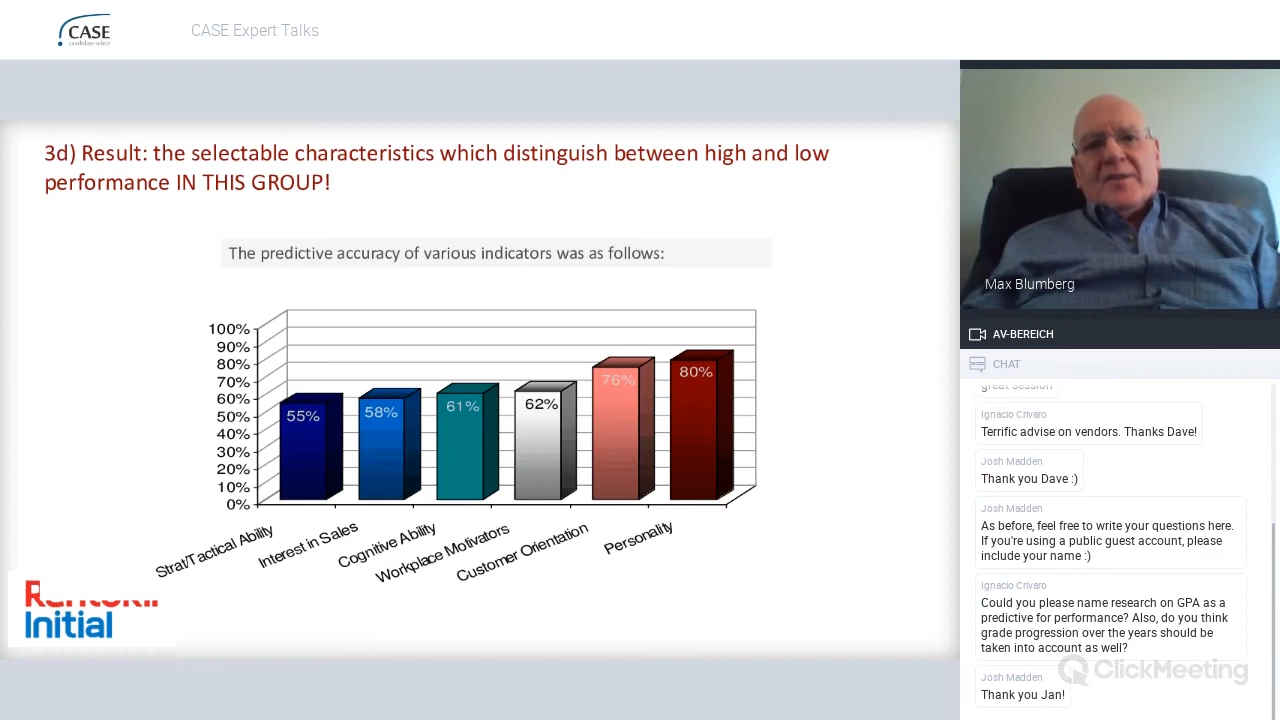 CASE
candidate select
CASE Expert Talks
3d) Result: the selectable characteristics which distinguish between high and low
performance IN THIS GROUP!
The predictive accuracy of various indicators was as follows:
100%
90%
80%
70%
60%
50%
40%
30%
20%
10%
0%
55%
58%
61%
62%
76%
80%
Strat/Tactical Ability
Interest in Sales
Cognitive Ability
Workplace Motivators
Customer Orientation
Personality
Rentokil
Initial
Max Blumberg
AV-BEREICH
CHAT
great session
Ignacio Crivaro
Terrific advise on vendors. Thanks Dave!
Josh Madden
Thank you Dave :)
Josh Madden
As before, feel free to write your questions here.
If you're using a public guest account, please
include your name :)
Ignacio Crivaro
Could you please name research on GPA as a
predictive for performance? Also, do you think
grade progression over the years should be
taken into account as well?
Josh Madden
Thank you Jan!
ClickMeeting